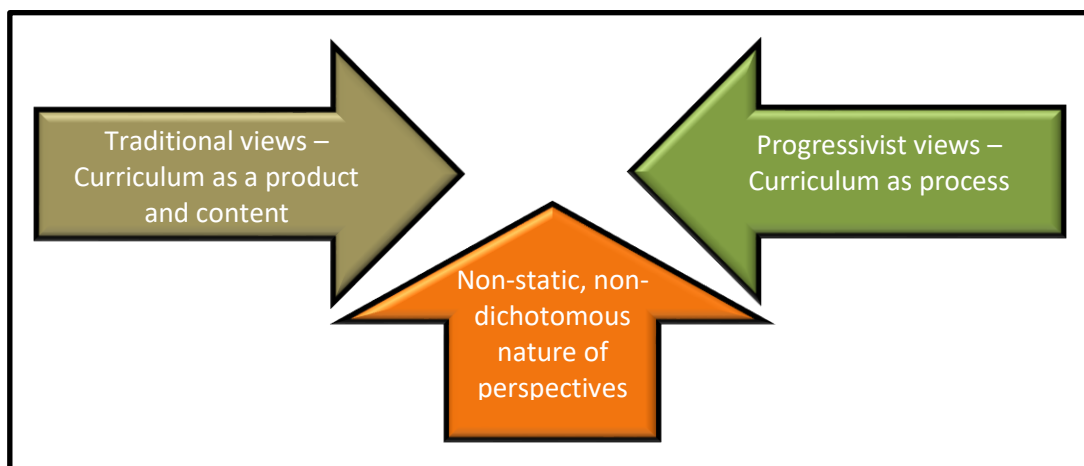 Traditional views –
Curriculum as a product
and content
Progressivist views –
Curriculum as process
Non-static, non-
dichotomous
nature of
perspectives